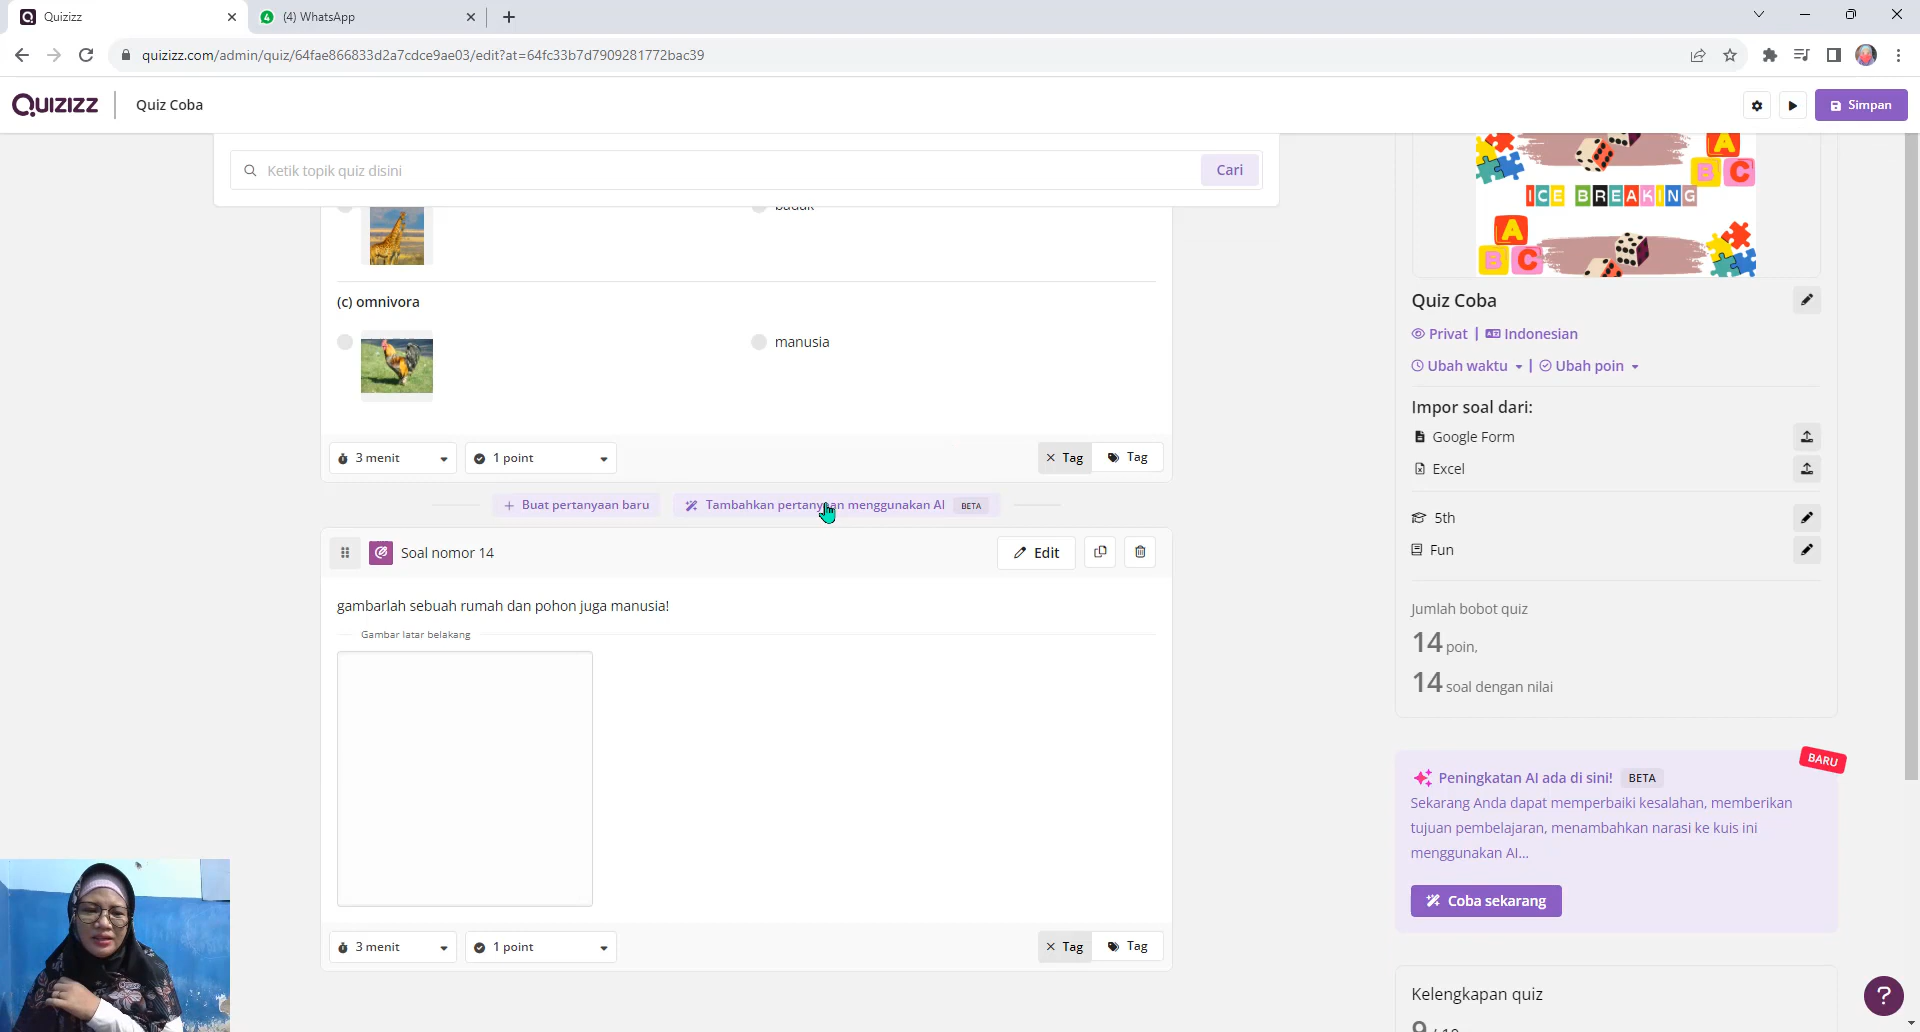 Quizizz
(4) WhatsApp
quizizz.com/admin/quiz/64fae866833d2a7cdce9ae03/edit?at=64fc33b7d7909281772bac39
QUIZIZZ
Quiz Coba
Simpan
Ketik topik quiz disini
Cari
badak
(c) omnivora
manusia
3 menit
1 point
Tag
Tag
Buat pertanyaan baru
Tambahkan pertanyaan menggunakan AI BETA
Soal nomor 14
Edit
gambarlah sebuah rumah dan pohon juga manusia!
Gambar latar belakang
3 menit
1 point
Tag
Tag
A
B C
ICE BREAKING
A
B C
Quiz Coba
Privat | Indonesian
Ubah waktu | Ubah poin
Impor soal dari:
Google Form
Excel
5th
Fun
Jumlah bobot quiz
14 poin,
14 soal dengan nilai
BARU
Peningkatan AI ada di sini! BETA
Sekarang Anda dapat memperbaiki kesalahan, memberikan
tujuan pembelajaran, menambahkan narasi ke kuis ini
menggunakan AI...
Coba sekarang
Kelengkapan quiz
?